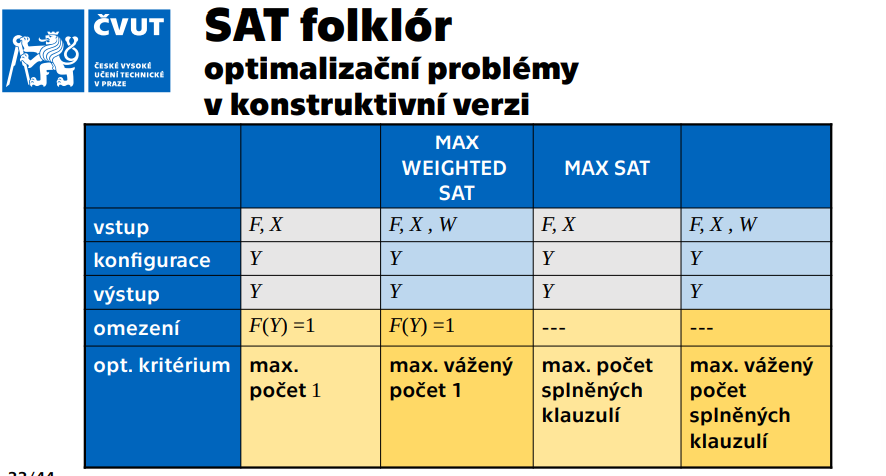 ČVUT
ČESKÉ VYSOKÉ
UČENÍ TECHNICKÉ
V PRAZE
SAT folklór
optimalizační problémy
v konstruktivní verzi
MAX
WEIGHTED
SAT
MAX SAT
vstup
F, X
F, X , W
F, X
F, X , W
konfigurace
Y
Y
Y
Y
výstup
Y
Y
Y
Y
omezení
F(Y) =1
F(Y) =1
---
---
opt. kritérium
max.
počet 1
max. vážený
počet 1
max. počet
splněných
klauzulí
max. vážený
počet
splněných
klauzulí